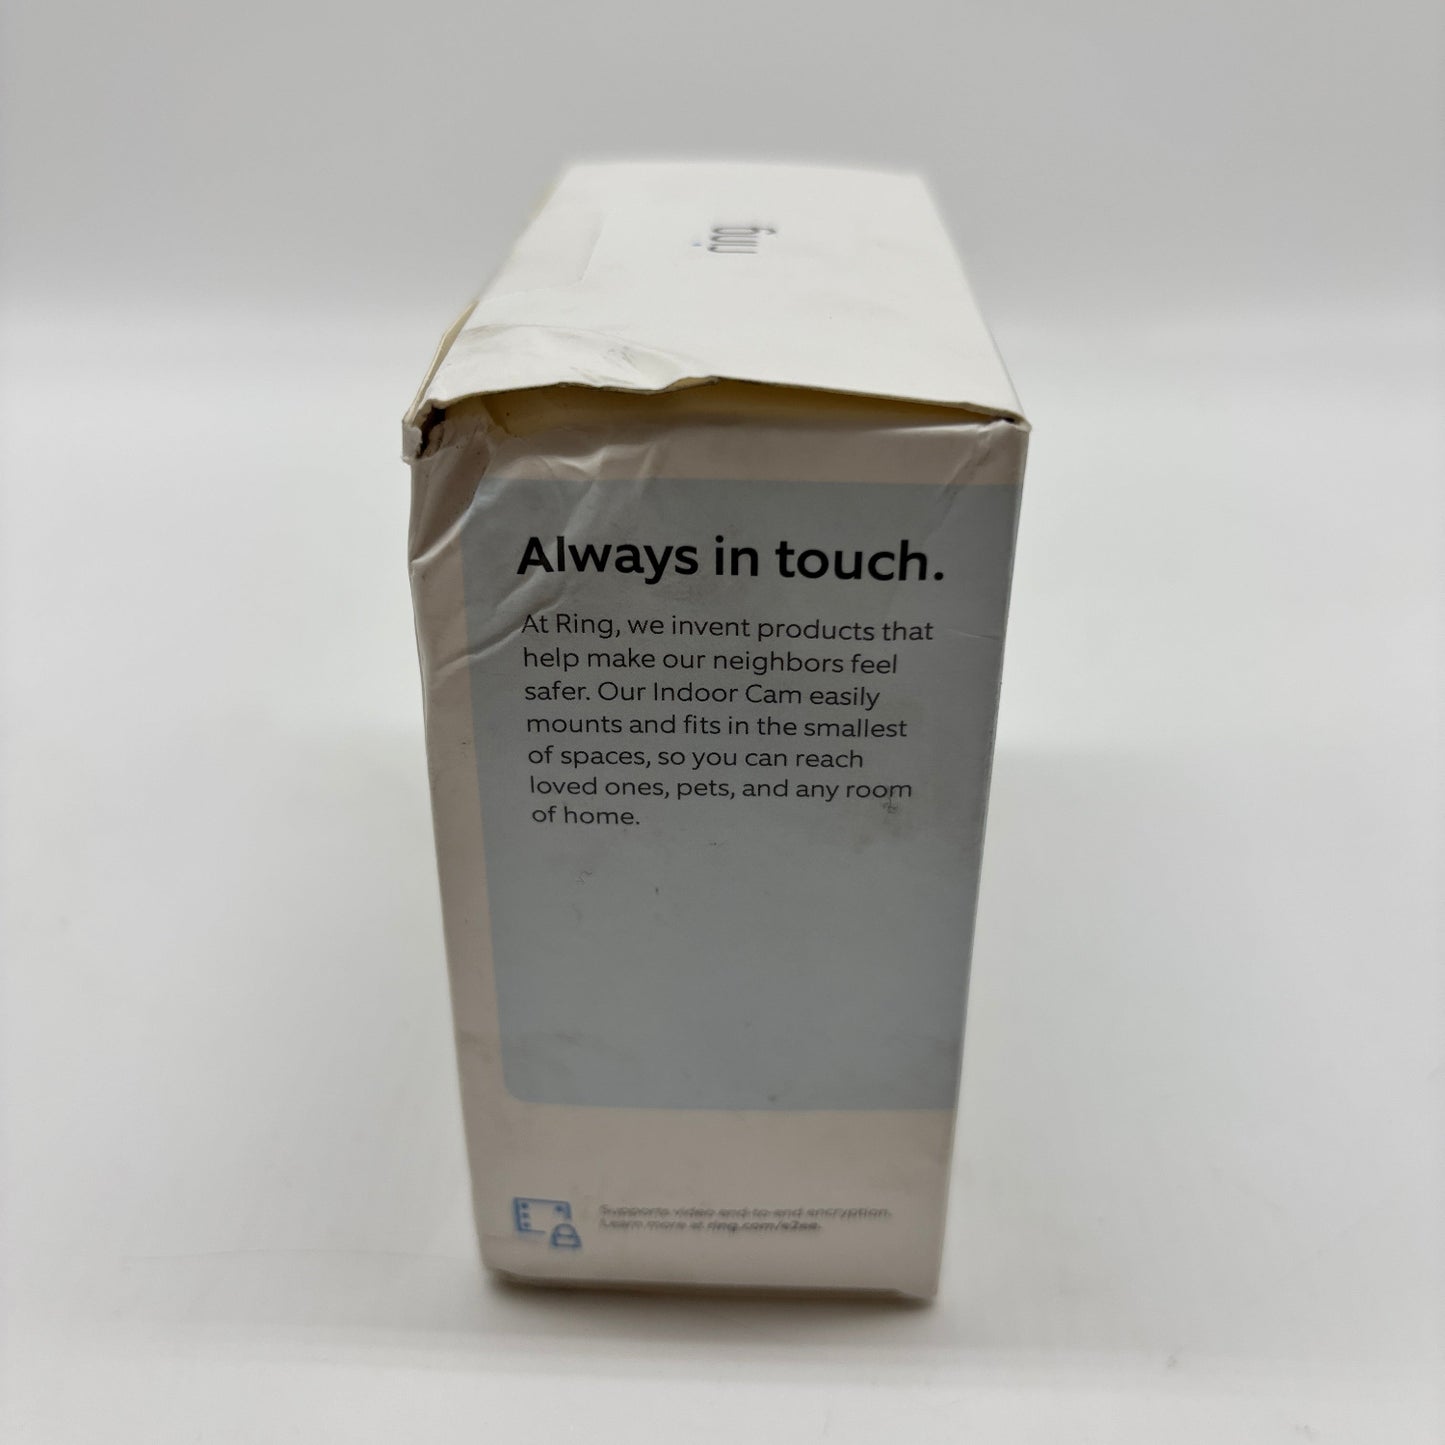 ring
Always in touch.
At Ring, we invent products that
help make our neighbors feel
safer. Our Indoor Cam easily
mounts and fits in the smallest
of spaces, so you can reach
loved ones, pets, and any room
of home.
Supports video end-to-end encryption.
Learn more at ring.com/e2ee.